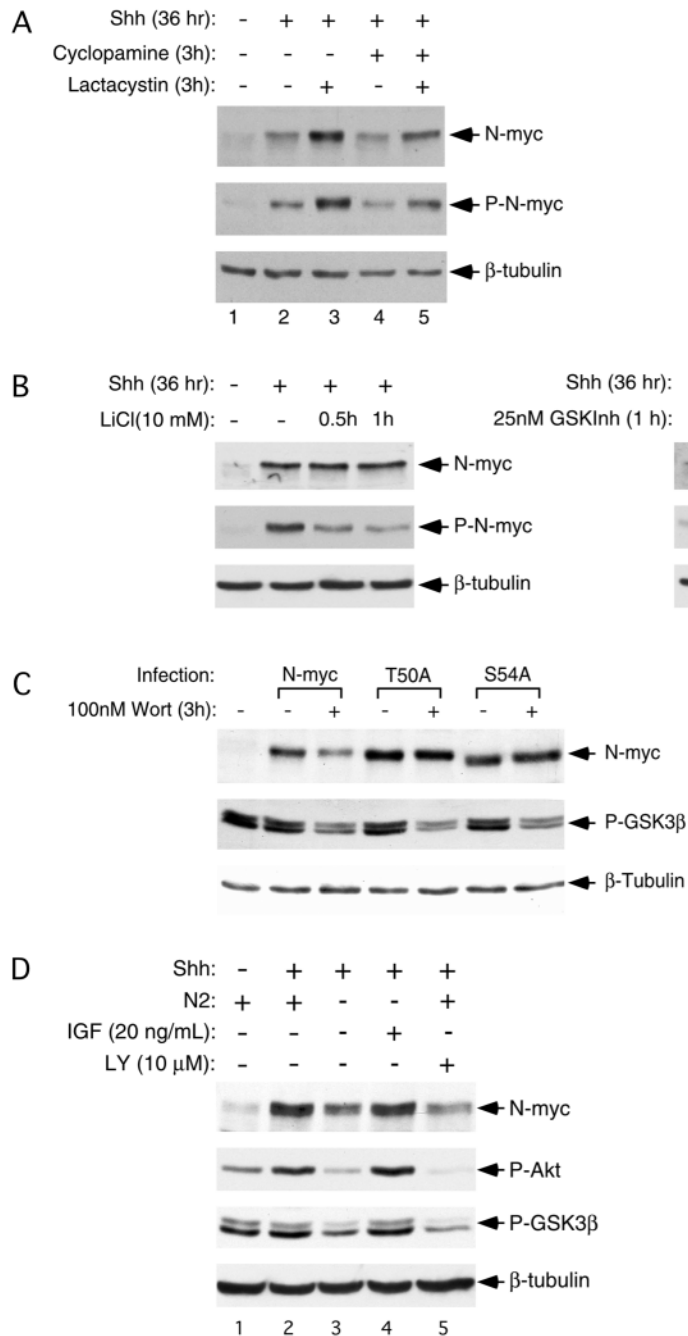 A
Shh (36 hr): - + + + +
Cyclopamine (3h): - - - + +
Lactacystin (3h): - - + - +
N-myc
P-N-myc
β-tubulin
1 2 3 4 5
B
Shh (36 hr): - + + + Shh (36 hr):
LiCl(10 mM): - - 0.5h 1h 25nM GSKInh (1 h):
N-myc
P-N-myc
β-tubulin
C
Infection: N-myc T50A S54A
100nM Wort (3h): - - + - + - +
N-myc
P-GSK3β
β-Tubulin
D
Shh: - + + + +
N2: + + - - +
IGF (20 ng/mL): - - - + -
LY (10 μM): - - - - +
N-myc
P-Akt
P-GSK3β
β-tubulin
1 2 3 4 5